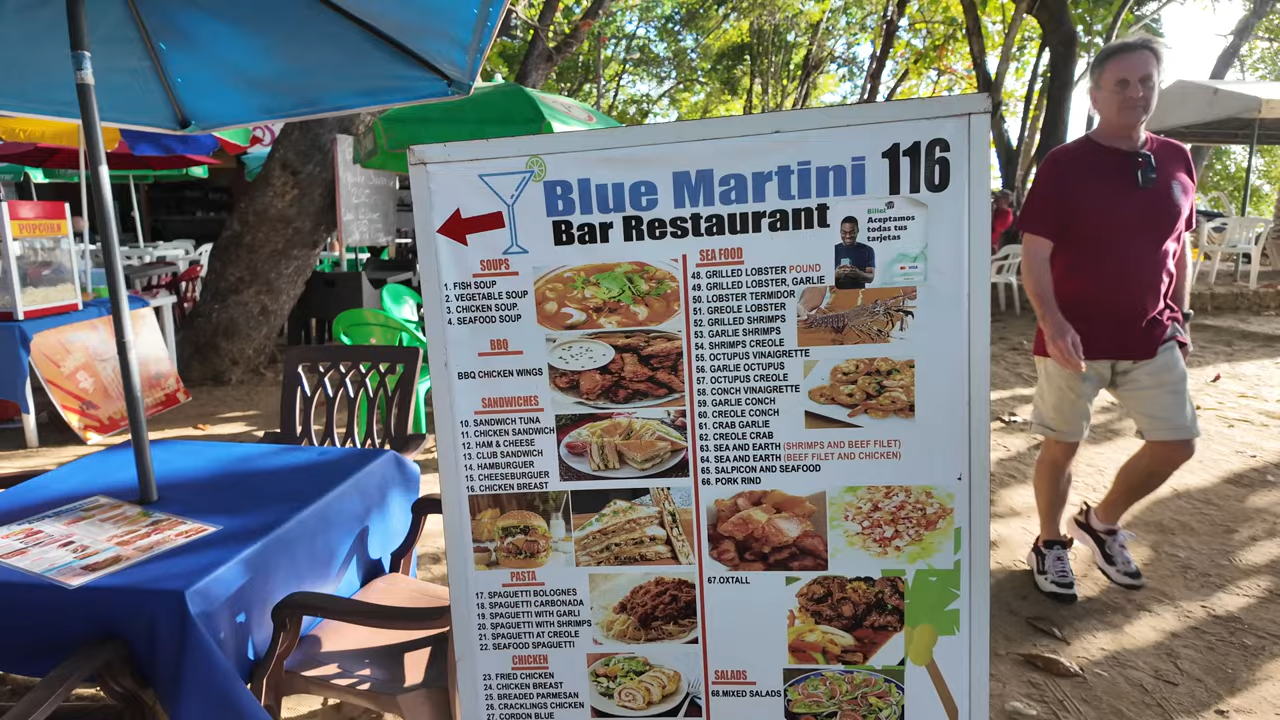 Blue Martini 116
Bar Restaurant
Billet
Aceptamos
todas tus
tarjetas
VISA
SOUPS
1. FISH SOUP
2. VEGETABLE SOUP
3. CHICKEN SOUP.
4. SEAFOOD SOUP
BBQ
BBQ CHICKEN WINGS
SANDWICHES
10. SANDWICH TUNA
11. CHICKEN SANDWICH
12. HAM & CHEESE
13. CLUB SANDWICH
14. HAMBURGUER
15. CHEESEBURGUER
16. CHICKEN BREAST
PASTA
17. SPAGUETTI BOLOGNES
18. SPAGUETTI CARBONADA
19. SPAGUETTI WITH GARLI
20. SPAGUETTI WITH SHRIMPS
21. SPAGUETTI AT CREOLE
22. SEAFOOD SPAGUETTI
CHICKEN
23. FRIED CHICKEN
24. CHICKEN BREAST
25. BREADED PARMESAN
26. CRACKLINGS CHICKEN
27. CORDON BLUE
SEA FOOD
48. GRILLED LOBSTER POUND
49. GRILLED LOBSTER, GARLIE
50. LOBSTER TERMIDOR
51. GREOLE LOBSTER
52. GRILLED SHRIMPS
53. GARLIE SHRIMPS
54. SHRIMPS CREOLE
55. OCTUPUS VINAIGRETTE
56. GARLIE OCTUPUS
57. OCTUPUS CREOLE
58. CONCH VINAIGRETTE
59. GARLIE CONCH
60. CREOLE CONCH
61. CRAB GARLIE
62. CREOLE CRAB
63. SEA AND EARTH (SHRIMPS AND BEEF FILET)
64. SEA AND EARTH (BEEF FILET AND CHICKEN)
65. SALPICON AND SEAFOOD
66. PORK RIND
67.OXTALL
SALADS
68.MIXED SALADS
POPCORN